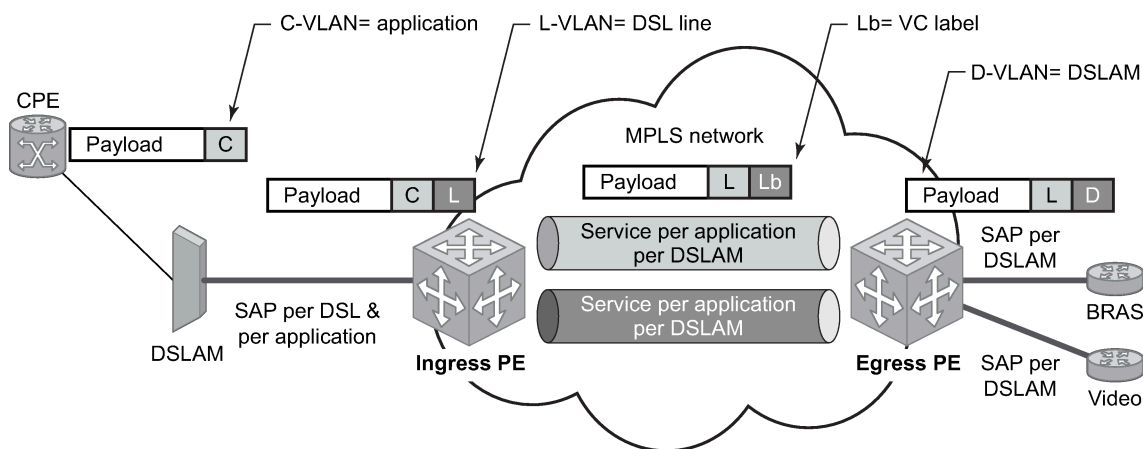 C-VLAN= application
L-VLAN= DSL line
Lb= VC label
D-VLAN= DSLAM
CPE
Payload C
MPLS network
Payload C L
Payload L Lb
Payload L D
Service per application
per DSLAM
SAP per
DSLAM
SAP per DSL &
per application
Service per application
per DSLAM
BRAS
DSLAM
Ingress PE
Egress PE
SAP per
DSLAM
Video